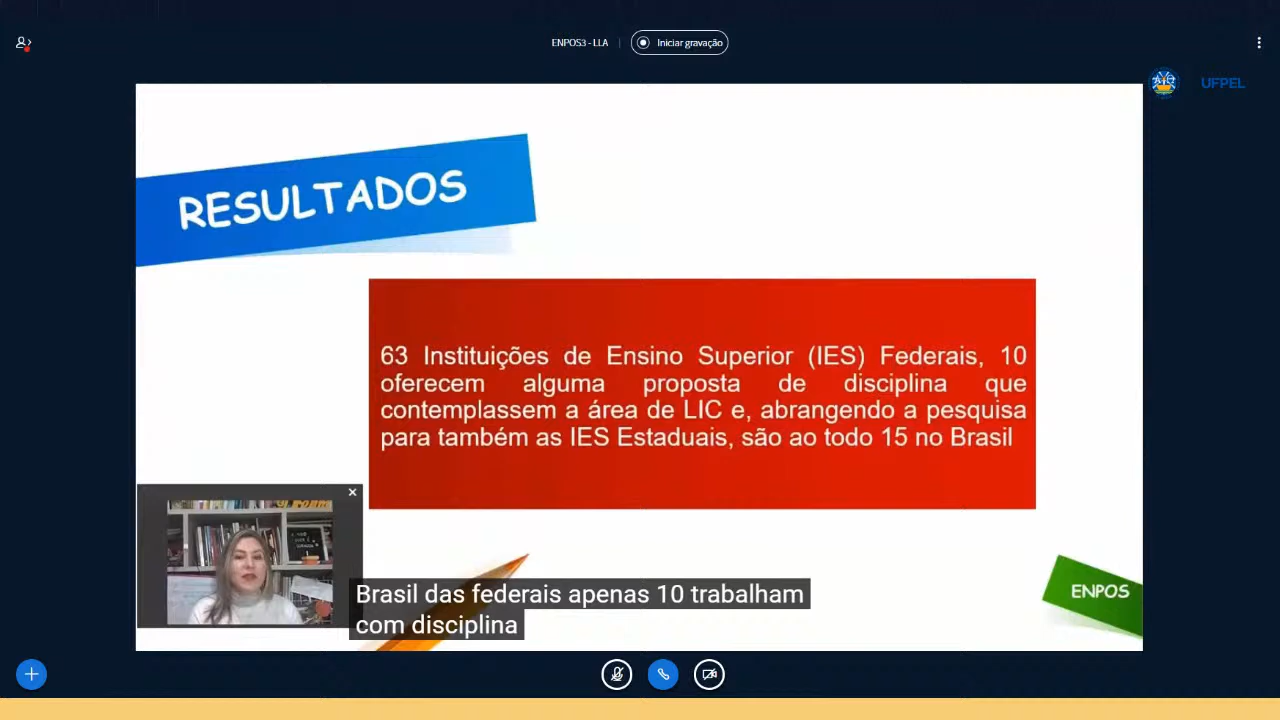 ENPOS3 - LLA
Iniciar gravação
UFPEL
RESULTADOS
63 Instituições de Ensino Superior (IES) Federais, 10
oferecem alguma proposta de disciplina que
contemplassem a área de LIC e, abrangendo a pesquisa
para também as IES Estaduais, são ao todo 15 no Brasil
Brasil das federais apenas 10 trabalham
com disciplina
ENPOS